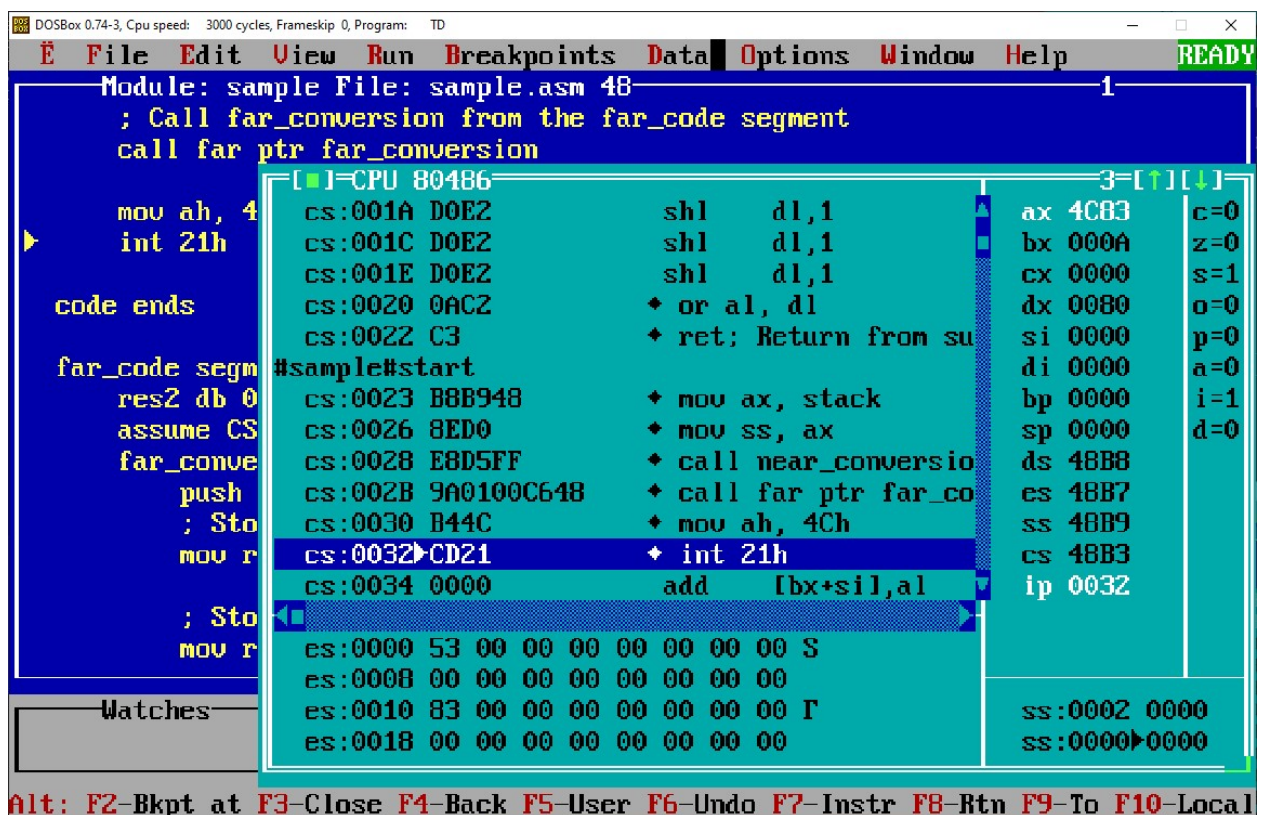 DOSBox 0.74-3, Cpu speed: 3000 cycles, Frameskip 0, Program: TD
Ë File Edit View Run Breakpoints Data Options Window Help READY
Module: sample File: sample.asm 48 1
; Call far_conversion from the far_code segment
call far ptr far_conversion
mov ah, 4
int 21h
code ends
far_code segm
res2 db 0
assume CS
far_conve
push
; Sto
mov r
; Sto
mov r
[■]=CPU 80486 3=[↑][↓]
cs:001A D0E2 shl dl,1
cs:001C D0E2 shl dl,1
cs:001E D0E2 shl dl,1
cs:0020 0AC2 ♦ or al, dl
cs:0022 C3 ♦ ret; Return from su
#sample#start
cs:0023 B8B948 ♦ mov ax, stack
cs:0026 8ED0 ♦ mov ss, ax
cs:0028 E8D5FF ♦ call near_conversio
cs:002B 9A0100C648 ♦ call far ptr far_co
cs:0030 B44C ♦ mov ah, 4Ch
cs:0032►CD21 ♦ int 21h
cs:0034 0000 add [bx+si],al
ax 4C83 c=0
bx 000A z=0
cx 0000 s=1
dx 0080 o=0
si 0000 p=0
di 0000 a=0
bp 0000 i=1
sp 0000 d=0
ds 48B8
es 48B7
ss 48B9
cs 48B3
ip 0032
es:0000 53 00 00 00 00 00 00 00 S
es:0008 00 00 00 00 00 00 00 00
es:0010 83 00 00 00 00 00 00 00 Γ
es:0018 00 00 00 00 00 00 00 00
ss:0002 0000
ss:0000►0000
Watches
Alt: F2-Bkpt at F3-Close F4-Back F5-User F6-Undo F7-Instr F8-Rtn F9-To F10-Local